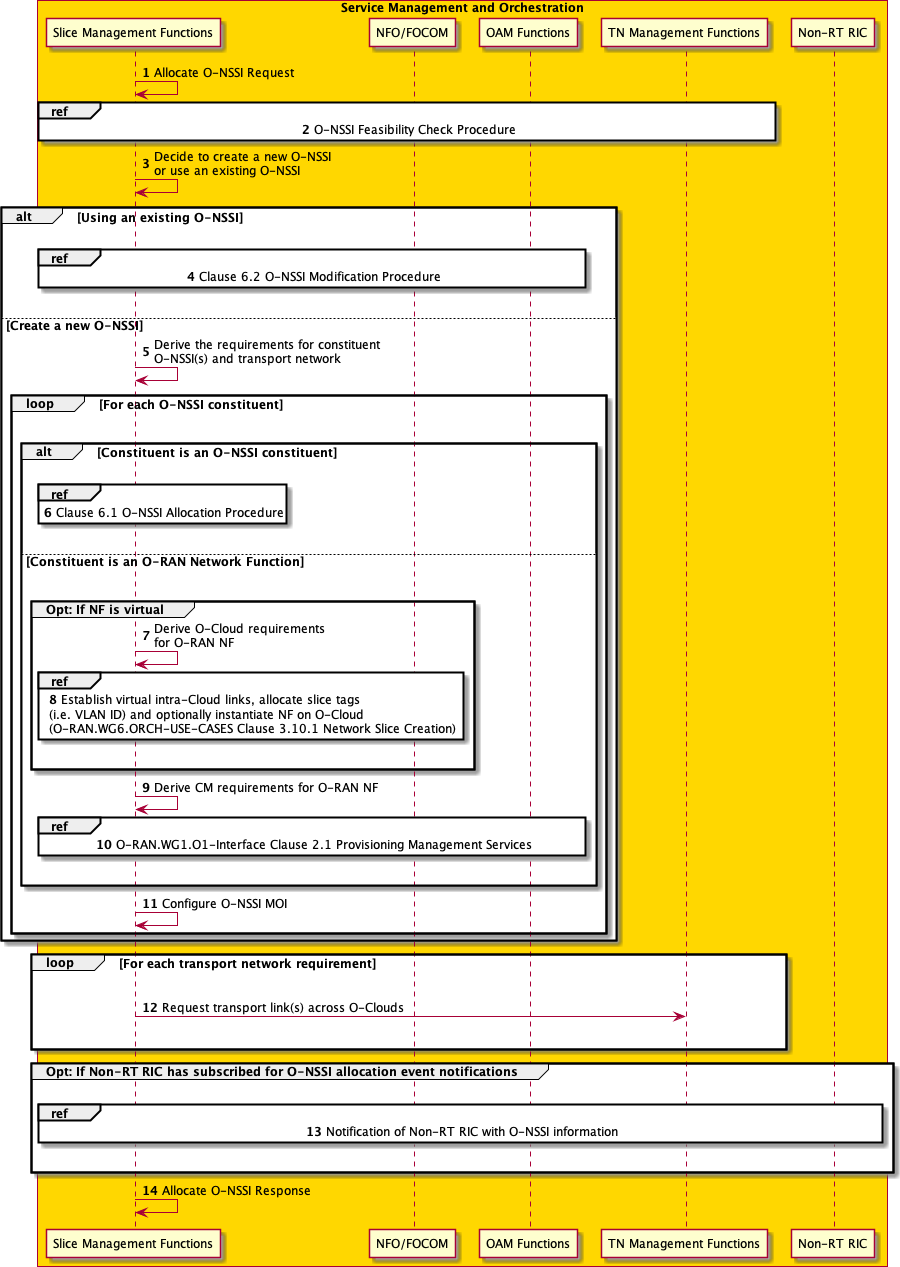 Service Management and Orchestration
Slice Management Functions
NFO/FOCOM
OAM Functions
TN Management Functions
Non-RT RIC
1 Allocate O-NSSI Request
ref
2 O-NSSI Feasibility Check Procedure
3 Decide to create a new O-NSSI
or use an existing O-NSSI
alt [Using an existing O-NSSI]
ref
4 Clause 6.2 O-NSSI Modification Procedure
[Create a new O-NSSI]
5 Derive the requirements for constituent
O-NSSI(s) and transport network
loop [For each O-NSSI constituent]
alt [Constituent is an O-NSSI constituent]
ref
6 Clause 6.1 O-NSSI Allocation Procedure
[Constituent is an O-RAN Network Function]
Opt: If NF is virtual
7 Derive O-Cloud requirements
for O-RAN NF
ref
8 Establish virtual intra-Cloud links, allocate slice tags
(i.e. VLAN ID) and optionally instantiate NF on O-Cloud
(O-RAN.WG6.ORCH-USE-CASES Clause 3.10.1 Network Slice Creation)
9 Derive CM requirements for O-RAN NF
ref
10 O-RAN.WG1.O1-Interface Clause 2.1 Provisioning Management Services
11 Configure O-NSSI MOI
loop [For each transport network requirement]
12 Request transport link(s) across O-Clouds
Opt: If Non-RT RIC has subscribed for O-NSSI allocation event notifications
ref
13 Notification of Non-RT RIC with O-NSSI information
14 Allocate O-NSSI Response
Slice Management Functions
NFO/FOCOM
OAM Functions
TN Management Functions
Non-RT RIC